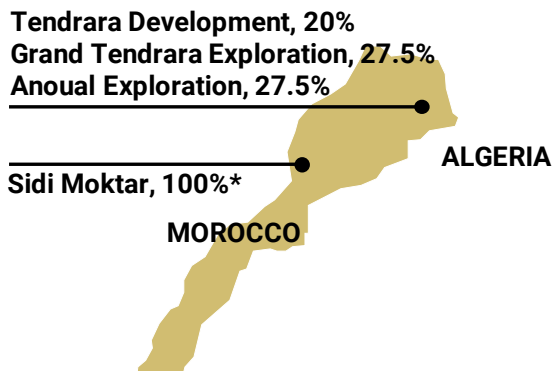 Tendrara Development, 20%
Grand Tendrara Exploration, 27.5%
Anoual Exploration, 27.5%
ALGERIA
Sidi Moktar, 100%*
MOROCCO